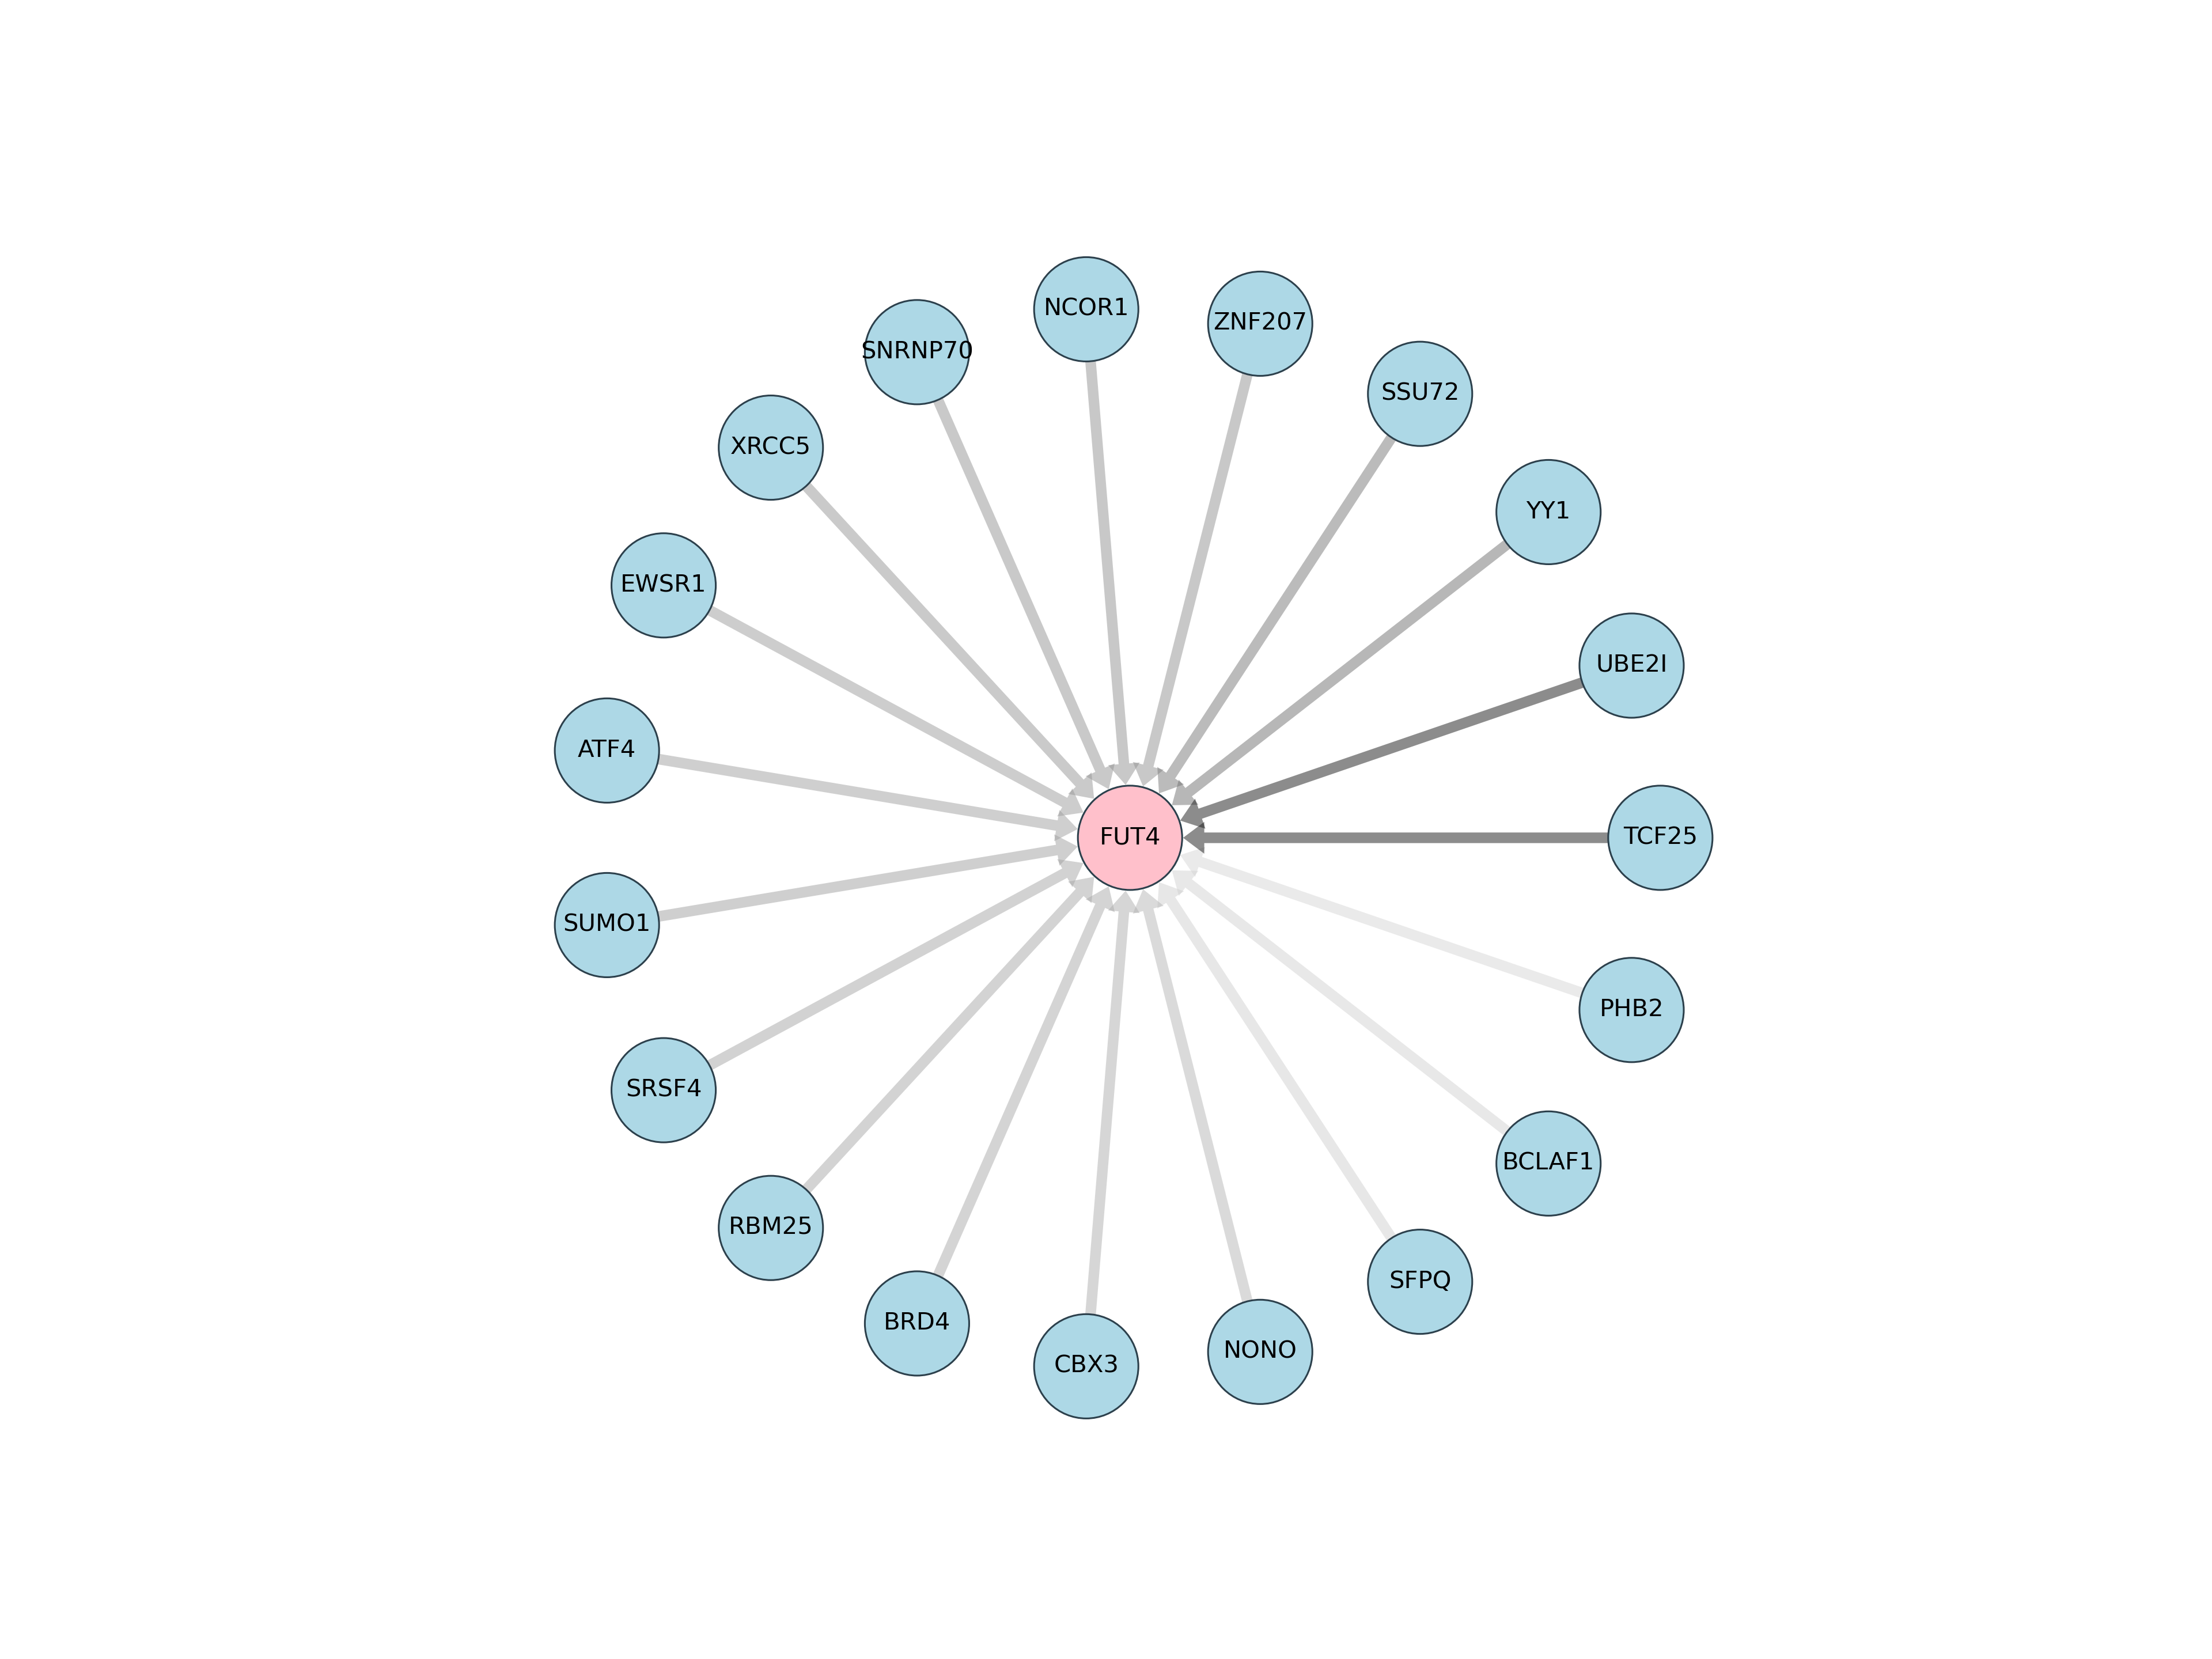 NCOR1
ZNF207
SNRNP70
SSU72
XRCC5
YY1
EWSR1
UBE2I
ATF4
FUT4
TCF25
SUMO1
PHB2
SRSF4
BCLAF1
RBM25
SFPQ
BRD4
NONO
CBX3